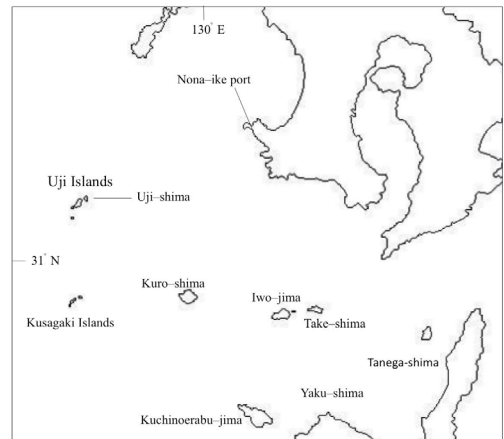 130° E
Nona–ike port
Uji Islands
Uji–shima
31° N
Kuro–shima
Iwo–jima
Kusagaki Islands
Take–shima
Tanega-shima
Yaku–shima
Kuchinoerabu–jima